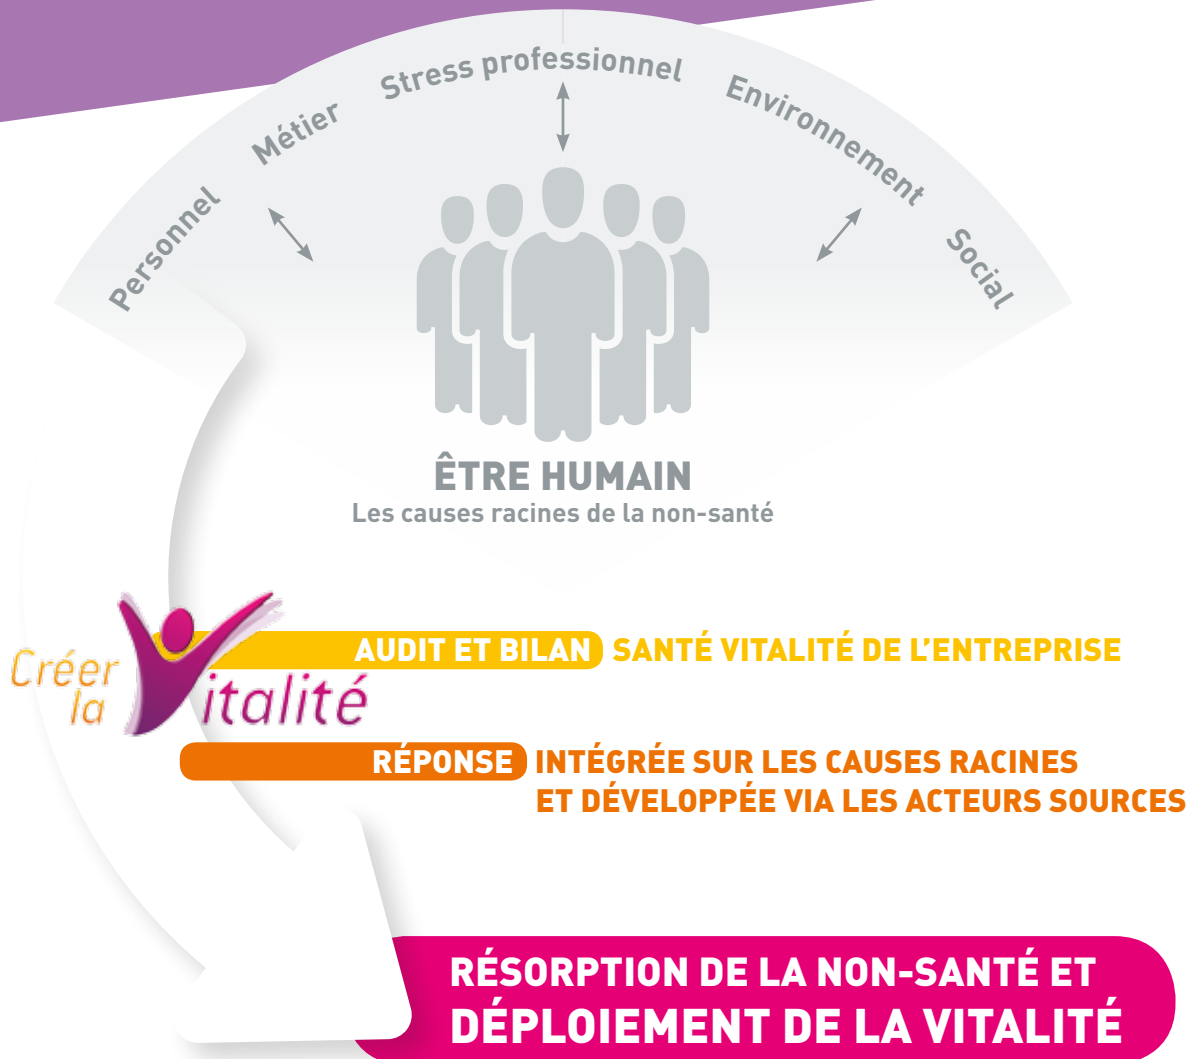 Personnel
Métier
Stress professionnel
Environnement
Social
ÊTRE HUMAIN
Les causes racines de la non-santé
Créer
la Vitalité
AUDIT ET BILAN SANTÉ VITALITÉ DE L’ENTREPRISE
RÉPONSE INTÉGRÉE SUR LES CAUSES RACINES
ET DÉVELOPPÉE VIA LES ACTEURS SOURCES
RÉSORPTION DE LA NON-SANTÉ ET
DÉPLOIEMENT DE LA VITALITÉ